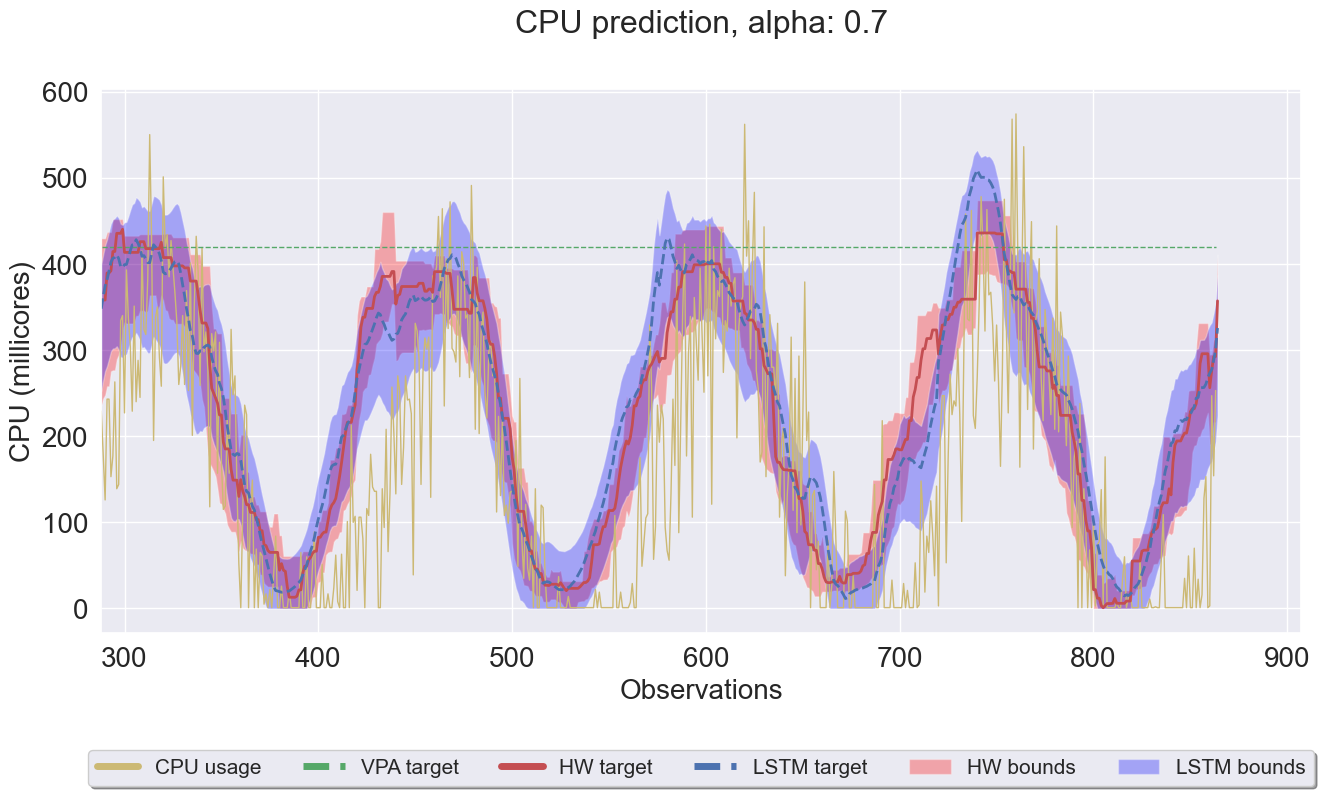 CPU prediction, alpha: 0.7
600
500
400
300
200
100
0
CPU (millicores)
300 400 500 600 700 800 900
Observations
CPU usage VPA target HW target LSTM target HW bounds LSTM bounds